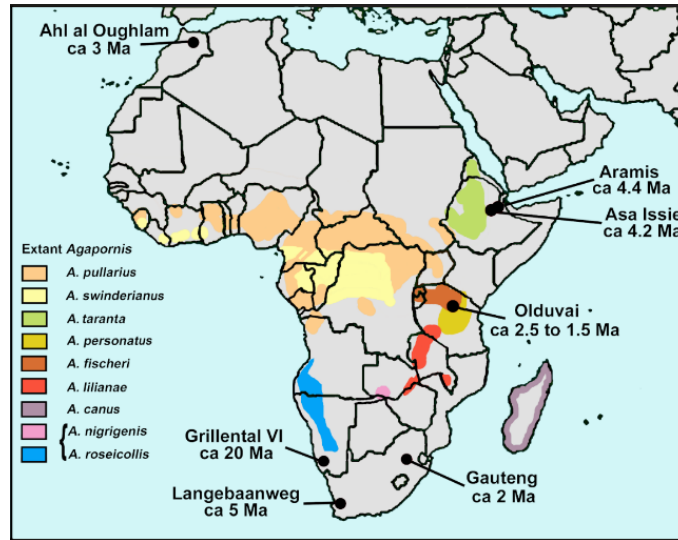 Ahl al Oughlam
ca 3 Ma
Aramis
ca 4.4 Ma
Asa Issie
ca 4.2 Ma
Extant Agapornis
A. pullarius
A. swinderianus
A. taranta
A. personatus
A. fischeri
A. lilianae
A. canus
A. nigrigenis
A. roseicollis
Olduvai
ca 2.5 to 1.5 Ma
Grillental VI
ca 20 Ma
Langebaanweg
ca 5 Ma
Gauteng
ca 2 Ma